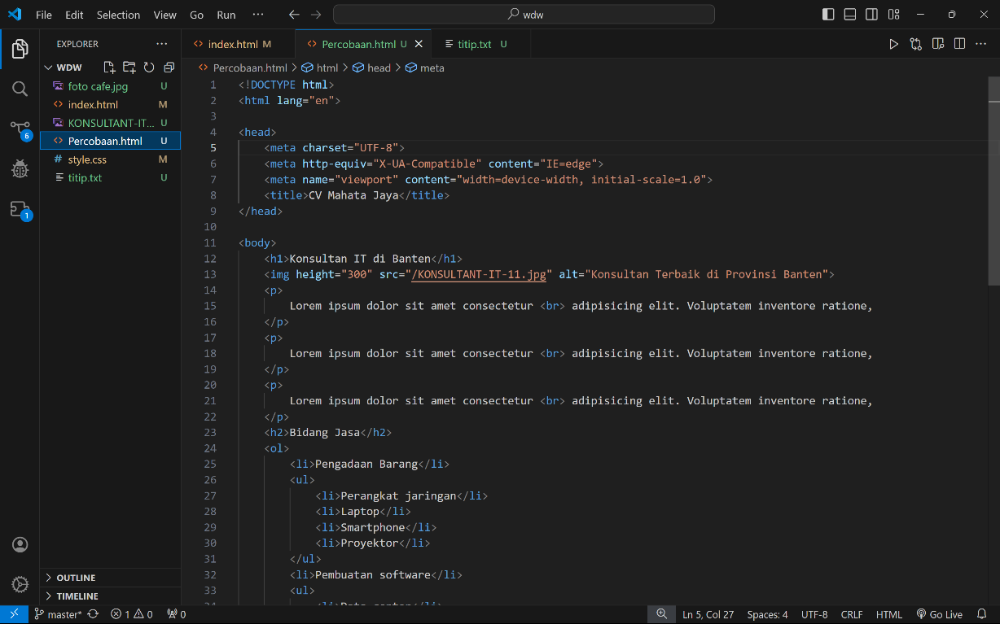 File Edit Selection View Go Run ··· wdw
EXPLORER ···
index.html M Percobaan.html U titip.txt U ···
WDW
Percobaan.html > html > head > meta
foto cafe.jpg U
index.html M
KONSULTANT-IT... U
Percobaan.html U
style.css M
titip.txt U
6
1
OUTLINE
TIMELINE
1 <!DOCTYPE html>
2 <html lang="en">
3
4 <head>
5 <meta charset="UTF-8">
6 <meta http-equiv="X-UA-Compatible" content="IE=edge">
7 <meta name="viewport" content="width=device-width, initial-scale=1.0">
8 <title>CV Mahata Jaya</title>
9 </head>
10
11 <body>
12 <h1>Konsultan IT di Banten</h1>
13 <img height="300" src="/KONSULTANT-IT-11.jpg" alt="Konsultan Terbaik di Provinsi Banten">
14 <p>
15 Lorem ipsum dolor sit amet consectetur <br> adipisicing elit. Voluptatem inventore ratione,
16 </p>
17 <p>
18 Lorem ipsum dolor sit amet consectetur <br> adipisicing elit. Voluptatem inventore ratione,
19 </p>
20 <p>
21 Lorem ipsum dolor sit amet consectetur <br> adipisicing elit. Voluptatem inventore ratione,
22 </p>
23 <h2>Bidang Jasa</h2>
24 <ol>
25 <li>Pengadaan Barang</li>
26 <ul>
27 <li>Perangkat jaringan</li>
28 <li>Laptop</li>
29 <li>Smartphone</li>
30 <li>Proyektor</li>
31 </ul>
32 <li>Pembuatan software</li>
33 <ul>
master* 1 0 0 Ln 5, Col 27 Spaces: 4 UTF-8 CRLF HTML Go Live